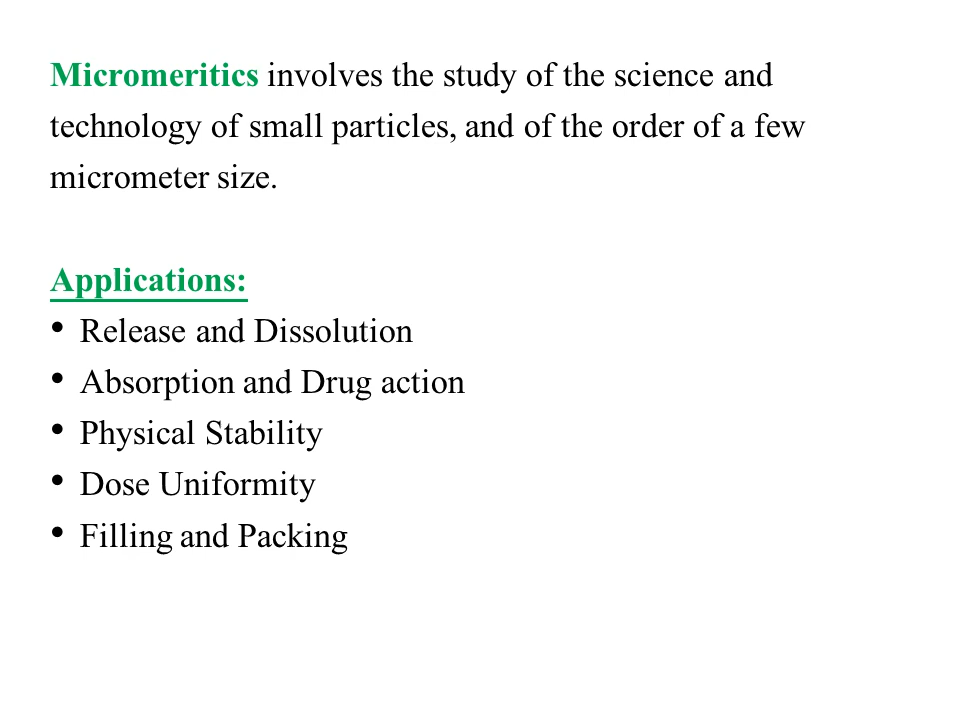 Micromeritics involves the study of the science and
technology of small particles, and of the order of a few
micrometer size.
Applications:
• Release and Dissolution
• Absorption and Drug action
• Physical Stability
• Dose Uniformity
• Filling and Packing